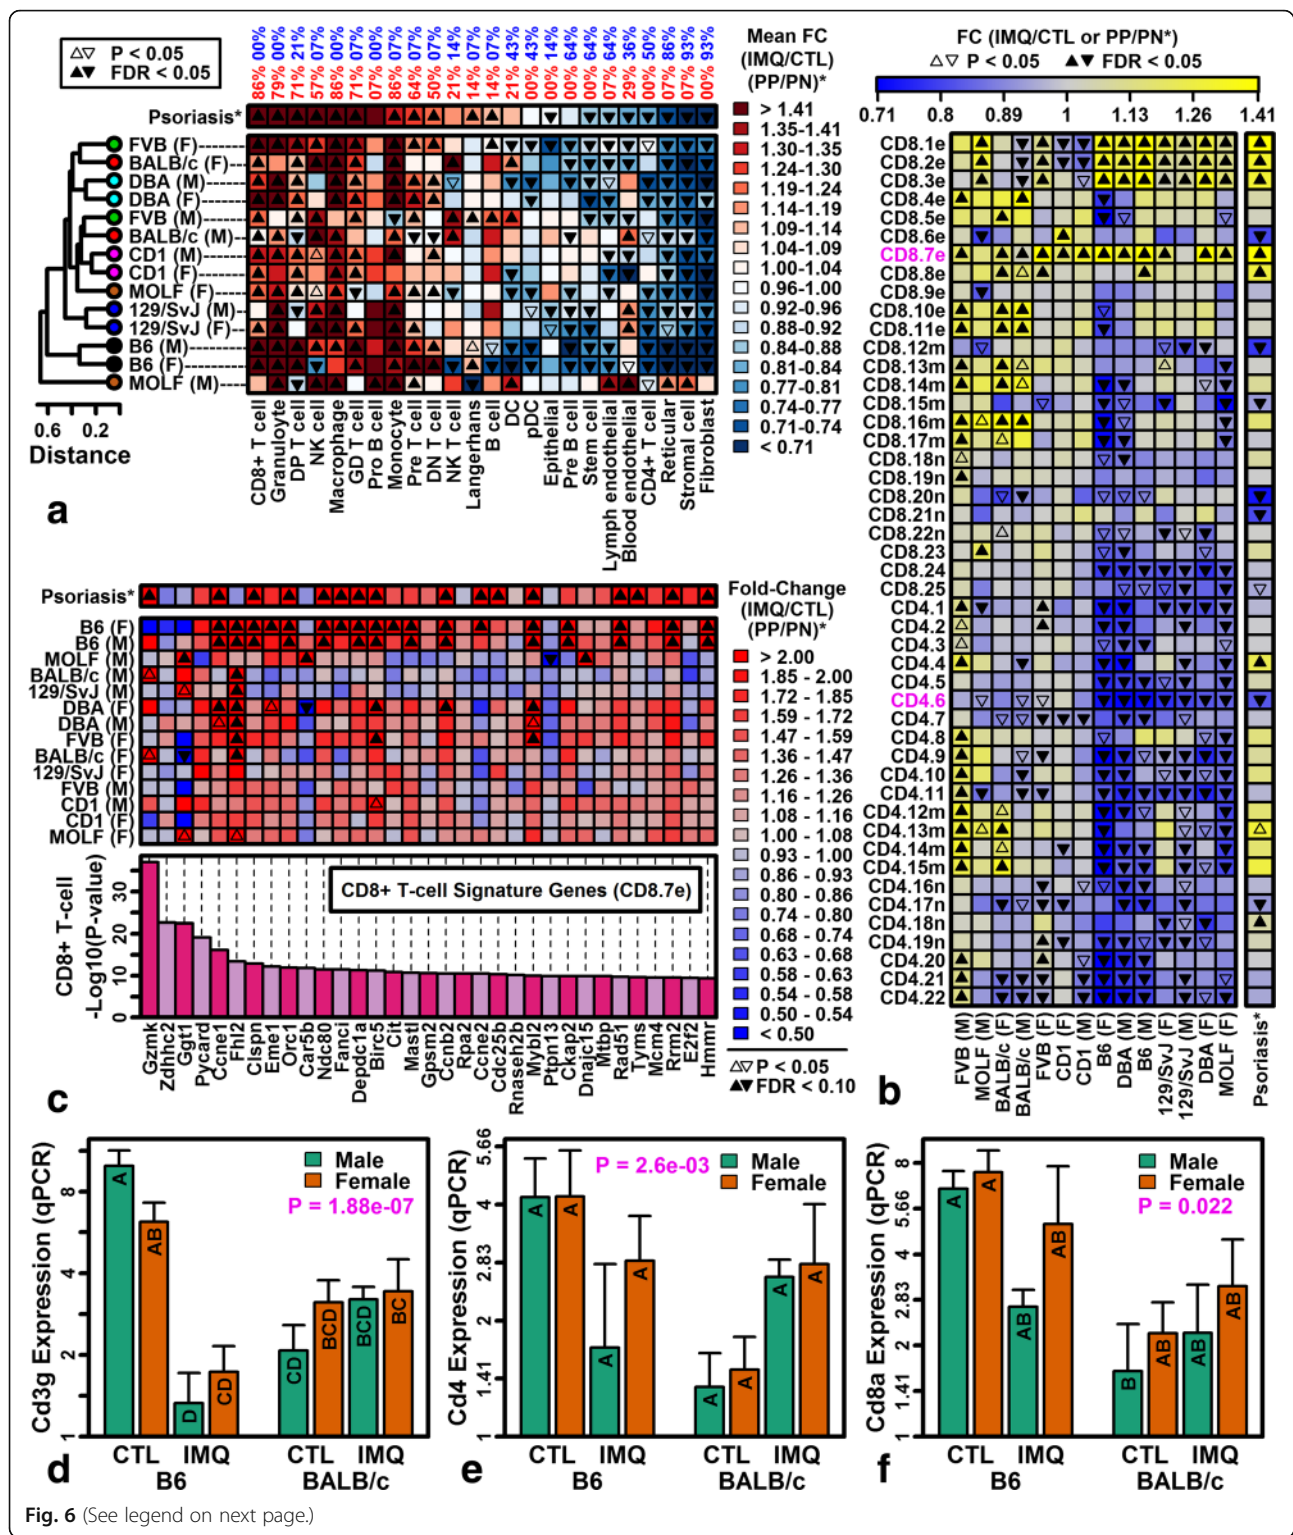 00% 00% 21% 07% 00% 07% 00% 07% 07% 07% 14% 07% 07% 43% 43% 14% 64% 64% 64% 36% 50% 86% 93% 93%
86% 79% 71% 57% 86% 71% 07% 86% 64% 50% 21% 14% 14% 21% 00% 00% 00% 00% 07% 29% 00% 07% 07% 00%
△▽ P < 0.05
▲▼ FDR < 0.05
Psoriasis*
FVB (F)
BALB/c (F)
DBA (M)
DBA (F)
FVB (M)
BALB/c (M)
CD1 (M)
CD1 (F)
MOLF (F)
129/SvJ (M)
129/SvJ (F)
B6 (M)
B6 (F)
MOLF (M)
0.6 0.2
Distance
a
CD8+ T cell
Granulocyte
DP T cell
NK cell
Macrophage
GD T cell
Pro B cell
Monocyte
Pre T cell
DN T cell
NK T cell
Langerhans
B cell
DC
pDC
Epithelial
Pre B cell
Stem cell
Lymph endothelial
Blood endothelial
CD4+ T cell
Reticular
Stromal cell
Fibroblast
Mean FC
(IMQ/CTL)
(PP/PN)*
> 1.41
1.35-1.41
1.30-1.35
1.24-1.30
1.19-1.24
1.14-1.19
1.09-1.14
1.04-1.09
1.00-1.04
0.96-1.00
0.92-0.96
0.88-0.92
0.84-0.88
0.81-0.84
0.77-0.81
0.74-0.77
0.71-0.74
< 0.71
FC (IMQ/CTL or PP/PN*)
△▽ P < 0.05 ▲▼ FDR < 0.05
0.71 0.8 0.89 1 1.13 1.26 1.41
CD8.1e
CD8.2e
CD8.3e
CD8.4e
CD8.5e
CD8.6e
CD8.7e
CD8.8e
CD8.9e
CD8.10e
CD8.11e
CD8.12m
CD8.13m
CD8.14m
CD8.15m
CD8.16m
CD8.17m
CD8.18n
CD8.19n
CD8.20n
CD8.21n
CD8.22n
CD8.23
CD8.24
CD8.25
CD4.1
CD4.2
CD4.3
CD4.4
CD4.5
CD4.6
CD4.7
CD4.8
CD4.9
CD4.10
CD4.11
CD4.12m
CD4.13m
CD4.14m
CD4.15m
CD4.16n
CD4.17n
CD4.18n
CD4.19n
CD4.20
CD4.21
CD4.22
FVB (M)
MOLF (M)
BALB/c (F)
BALB/c (M)
FVB (F)
CD1 (F)
CD1 (M)
B6 (F)
DBA (M)
B6 (M)
129/SvJ (F)
129/SvJ (M)
DBA (F)
MOLF (F)
Psoriasis*
b
Psoriasis*
B6 (F)
B6 (M)
MOLF (M)
BALB/c (M)
129/SvJ (M)
DBA (F)
DBA (M)
FVB (F)
BALB/c (F)
129/SvJ (F)
FVB (M)
CD1 (M)
CD1 (F)
MOLF (F)
Fold-Change
(IMQ/CTL)
(PP/PN)*
> 2.00
1.85 - 2.00
1.72 - 1.85
1.59 - 1.72
1.47 - 1.59
1.36 - 1.47
1.26 - 1.36
1.16 - 1.26
1.08 - 1.16
1.00 - 1.08
0.93 - 1.00
0.86 - 0.93
0.80 - 0.86
0.74 - 0.80
0.68 - 0.74
0.63 - 0.68
0.58 - 0.63
0.54 - 0.58
0.50 - 0.54
< 0.50
△▽ P < 0.05
▲▼ FDR < 0.10
CD8+ T-cell Signature Genes (CD8.7e)
CD8+ T-cell
-Log10(P-value)
30
20
10
0
Gzmk
Zdhhc2
Ggt1
Pycard
Ccne1
Fhl2
Clspn
Eme1
Orc1
Car5b
Ndc80
Fanci
Depdc1a
Birc5
Cit
Mastl
Gpsm2
Ccnb2
Rpa2
Ccne2
Cdc25b
Rnaseh2b
Mybl2
Ptpn13
Ckap2
Dnajc15
Mtbp
Rad51
Tyms
Mcm4
Rrm2
E2f2
Hmmr
c
Cd3g Expression (qPCR)
8
4
2
1
Male
Female
P = 1.88e-07
A AB D CD CD BCD BCD BC
CTL IMQ CTL IMQ
B6 BALB/c
d
Cd4 Expression (qPCR)
5.66
4
2.83
2
1.41
1
P = 2.6e-03
Male
Female
A A A A A A A A
CTL IMQ CTL IMQ
B6 BALB/c
e
Cd8a Expression (qPCR)
8
5.66
4
2.83
2
1.41
1
Male
Female
P = 0.022
A A AB AB B AB AB AB
CTL IMQ CTL IMQ
B6 BALB/c
f
Fig. 6 (See legend on next page.)